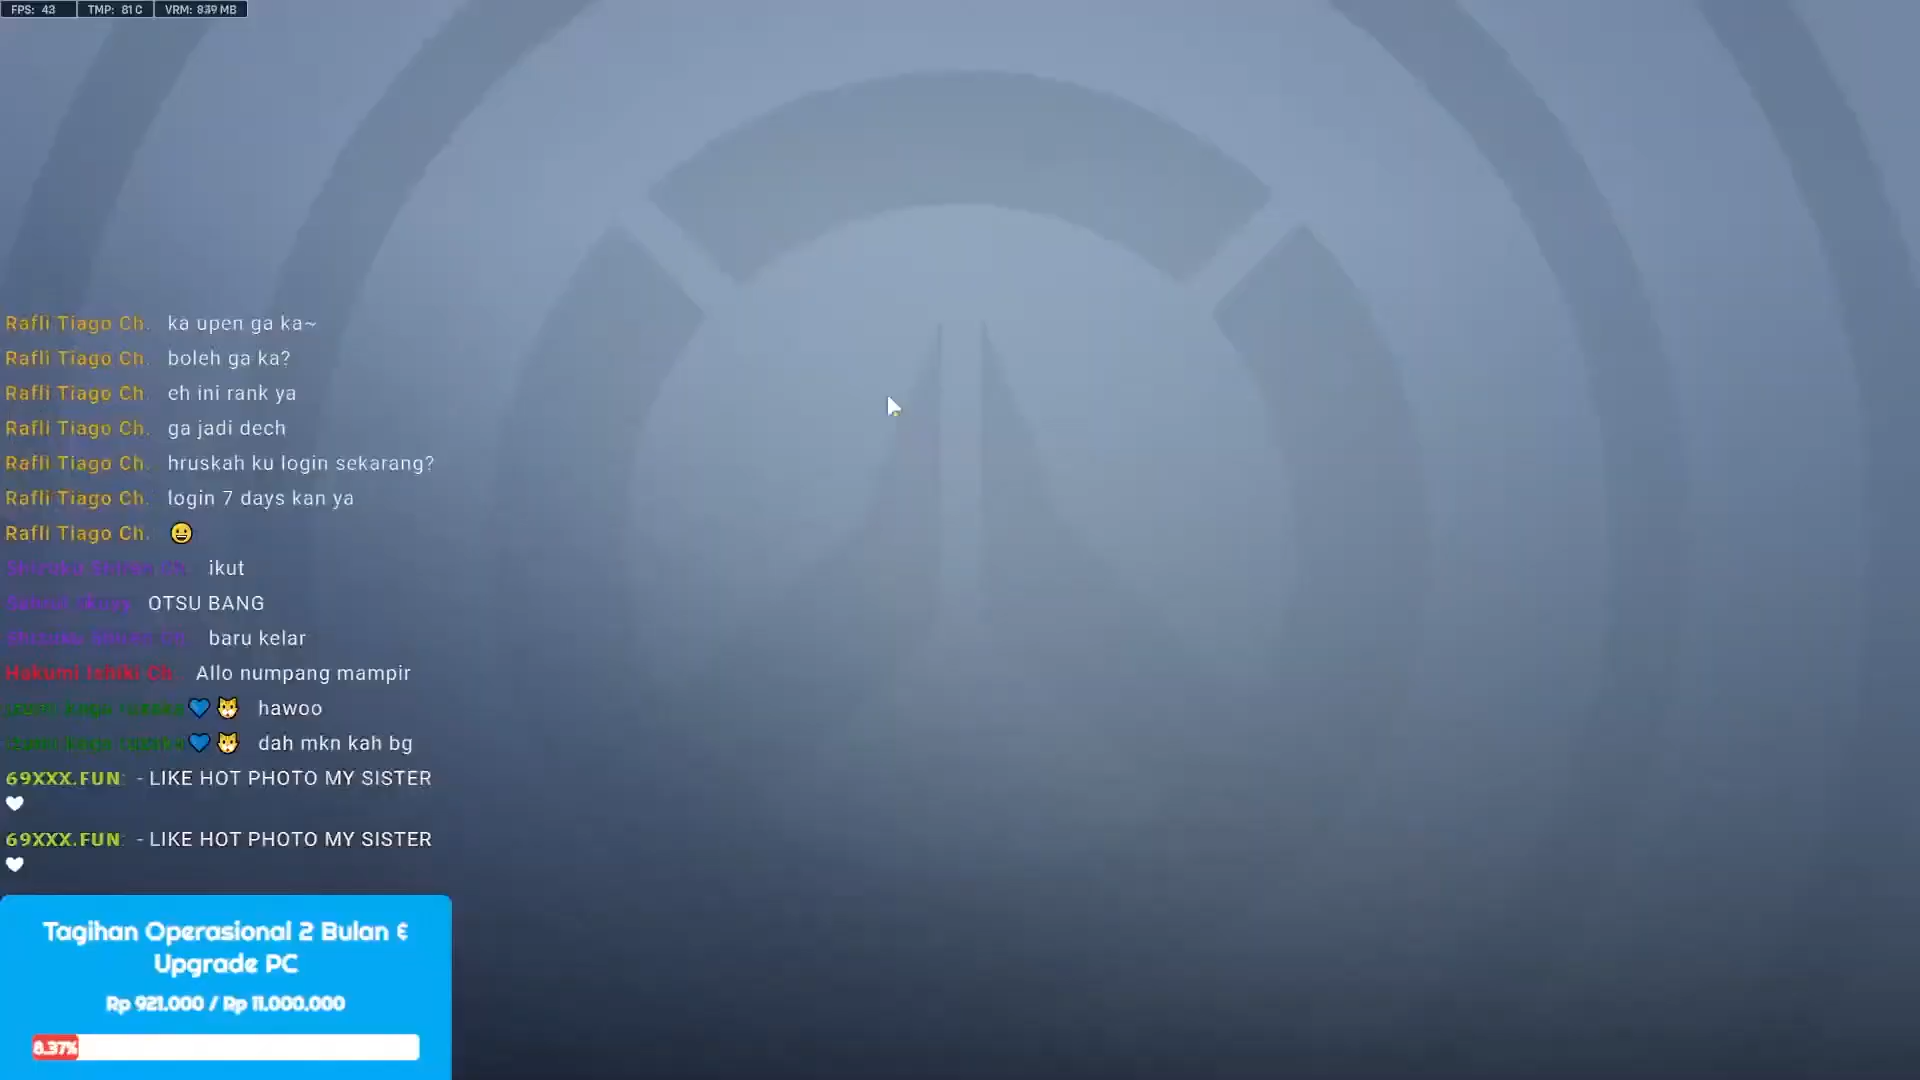 FPS: 43 TMP: 81 C VRM: 839 MB
Rafli Tiago Ch. ka upen ga ka~
Rafli Tiago Ch. boleh ga ka?
Rafli Tiago Ch. eh ini rank ya
Rafli Tiago Ch. ga jadi dech
Rafli Tiago Ch. hruskah ku login sekarang?
Rafli Tiago Ch. login 7 days kan ya
Rafli Tiago Ch. 😀
ikut
OTSU BANG
baru kelar
Hakumi Ishiki Ch. Allo numpang mampir
💙🐱 hawoo
💙🐱 dah mkn kah bg
69XXX.FUN: - LIKE HOT PHOTO MY SISTER
🤍
69XXX.FUN: - LIKE HOT PHOTO MY SISTER
🤍
Tagihan Operasional 2 Bulan &
Upgrade PC
Rp 921.000 / Rp 11.000.000
8.37%